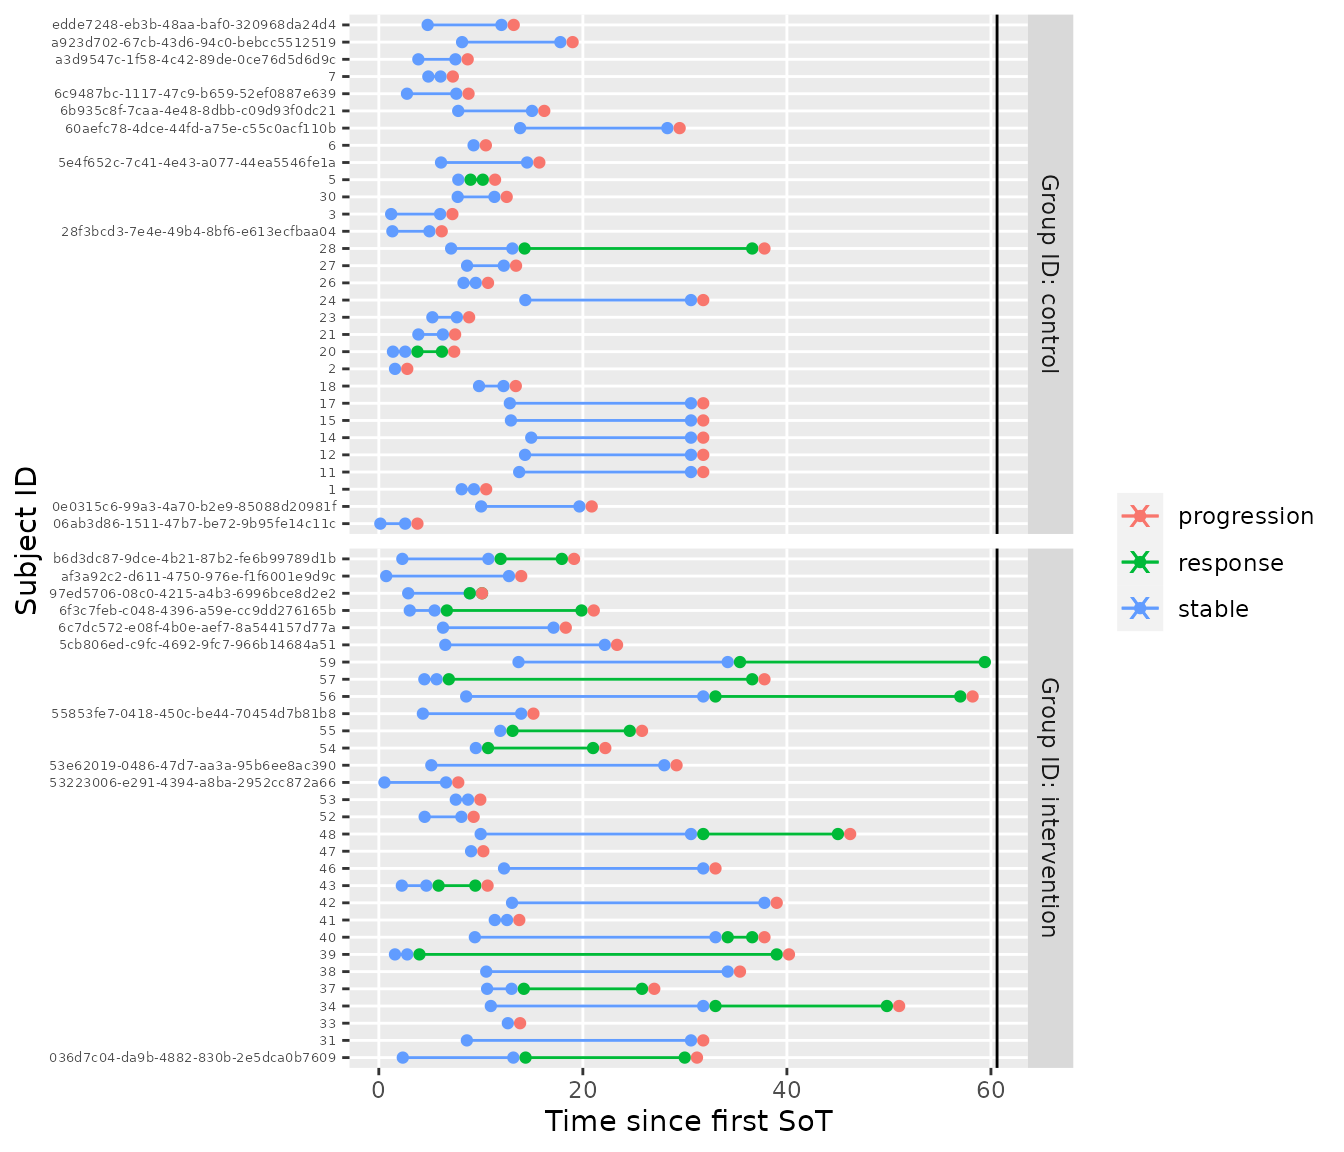 edde7248-eb3b-48aa-baf0-320968da24d4
a923d702-67cb-43d6-94c0-bebcc5512519
a3d9547c-1f58-4c42-89de-0ce76d5d6d9c
7
6c9487bc-1117-47c9-b659-52ef0887e639
6b935c8f-7caa-4e48-8dbb-c09d93f0dc21
60aefc78-4dce-44fd-a75e-c55c0acf110b
6
5e4f652c-7c41-4e43-a077-44ea5546fe1a
5
30
3
28f3bcd3-7e4e-49b4-8bf6-e613ecfbaa04
28
27
26
24
23
21
20
2
18
17
15
14
12
11
1
0e0315c6-99a3-4a70-b2e9-85088d20981f
06ab3d86-1511-47b7-be72-9b95fe14c11c
Group ID: control
b6d3dc87-9dce-4b21-87b2-fe6b99789d1b
af3a92c2-d611-4750-976e-f1f6001e9d9c
97ed5706-08c0-4215-a4b3-6996bce8d2e2
6f3c7feb-c048-4396-a59e-cc9dd276165b
6c7dc572-e08f-4b0e-aef7-8a544157d77a
5cb806ed-c9fc-4692-9fc7-966b14684a51
59
57
56
55853fe7-0418-450c-be44-70454d7b81b8
55
54
53e62019-0486-47d7-aa3a-95b6ee8ac390
53223006-e291-4394-a8ba-2952cc872a66
53
52
48
47
46
43
42
41
40
39
38
37
34
33
31
036d7c04-da9b-4882-830b-2e5dca0b7609
Group ID: intervention
0 20 40 60
Time since first SoT
Subject ID
progression
response
stable